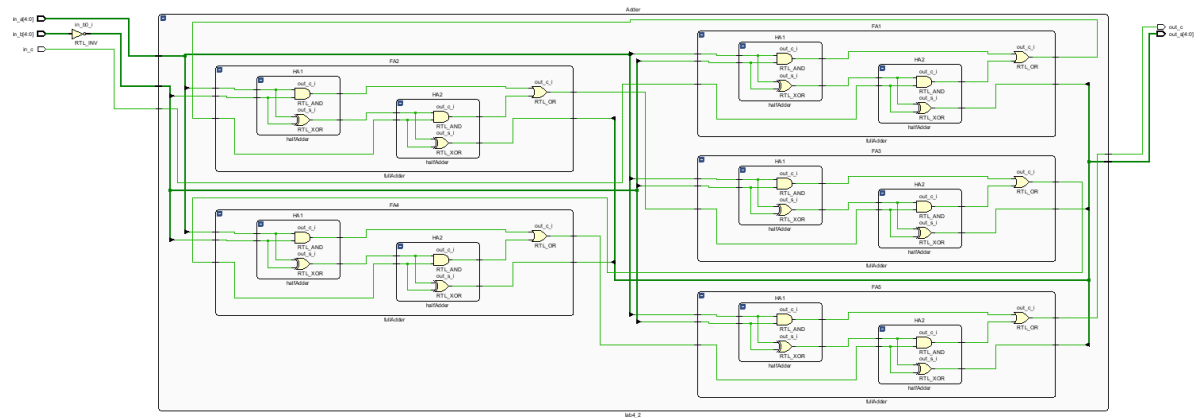 Adder
in_a[4:0]
in_b[4:0]
in_b0_i
RTL_INV
in_c
out_c
out_s[4:0]
FA1
HA1
out_c_i
RTL_AND
out_s_i
RTL_XOR
halfAdder
HA2
out_c_i
RTL_AND
out_s_i
RTL_XOR
halfAdder
out_c_i
RTL_OR
fullAdder
FA2
HA1
out_c_i
RTL_AND
out_s_i
RTL_XOR
halfAdder
HA2
out_c_i
RTL_AND
out_s_i
RTL_XOR
halfAdder
out_c_i
RTL_OR
fullAdder
FA3
HA1
out_c_i
RTL_AND
out_s_i
RTL_XOR
halfAdder
HA2
out_c_i
RTL_AND
out_s_i
RTL_XOR
halfAdder
out_c_i
RTL_OR
fullAdder
FA4
HA1
out_c_i
RTL_AND
out_s_i
RTL_XOR
halfAdder
HA2
out_c_i
RTL_AND
out_s_i
RTL_XOR
halfAdder
out_c_i
RTL_OR
fullAdder
FA5
HA1
out_c_i
RTL_AND
out_s_i
RTL_XOR
halfAdder
HA2
out_c_i
RTL_AND
out_s_i
RTL_XOR
halfAdder
out_c_i
RTL_OR
fullAdder
lab4_2